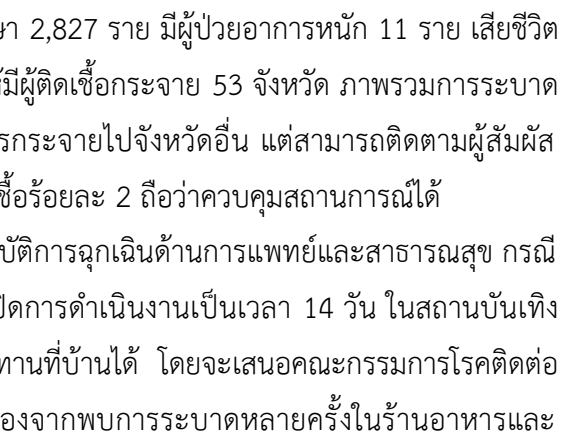 ษา 2,827 ราย มีผู้ป่วยอาการหนัก 11 ราย เสียชีวิต
มีผู้ติดเชื้อกระจาย 53 จังหวัด ภาพรวมการระบาด
รกระจายไปจังหวัดอื่น แต่สามารถติดตามผู้สัมผัส
ชื้อร้อยละ 2 ถือว่าควบคุมสถานการณ์ได้
บัติการฉุกเฉินด้านการแพทย์และสาธารณสุข กรณี
ปิดการดำเนินงานเป็นเวลา 14 วัน ในสถานบันเทิง
ทานที่บ้านได้ โดยจะเสนอคณะกรรมการโรคติดต่อ
องจากพบการระบาดหลายครั้งในร้านอาหารและ